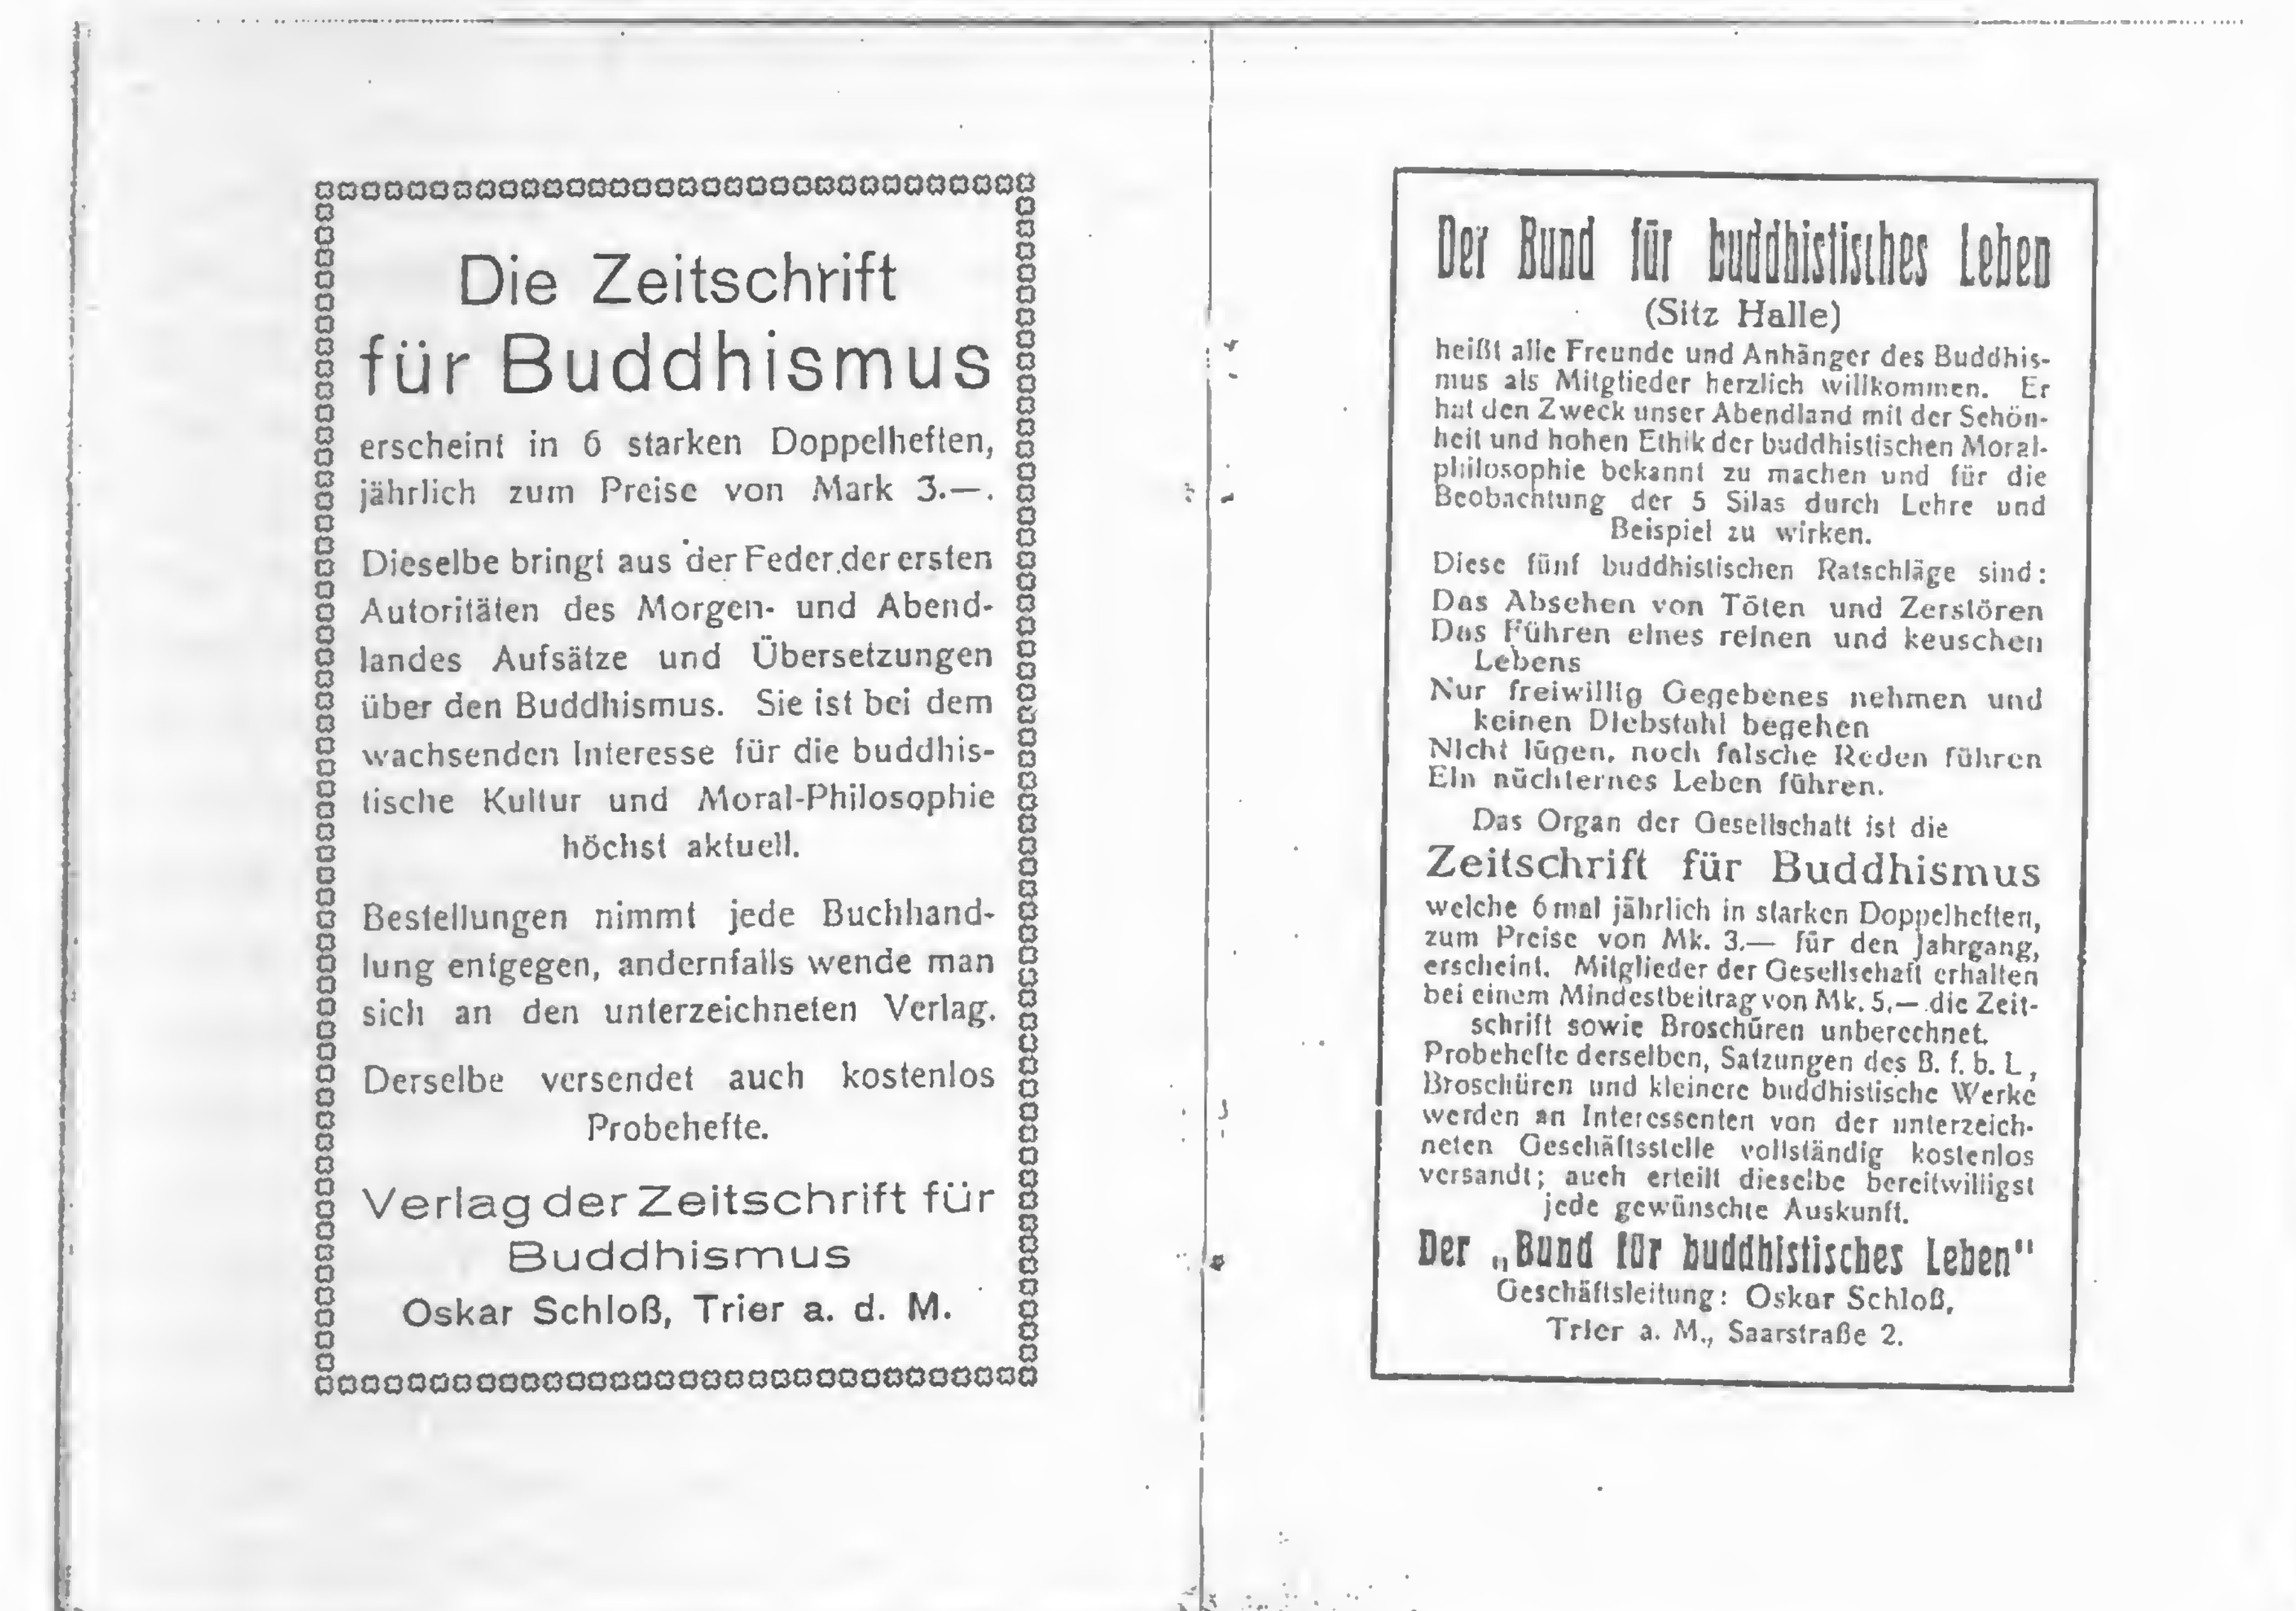 Die Zeitschrift
für Buddhismus
erscheint in 6 starken Doppelheften,
jährlich zum Preise von Mark 3.—.
Dieselbe bringt aus der Feder der ersten
Autoritäten des Morgen- und Abend-
landes Aufsätze und Übersetzungen
über den Buddhismus. Sie ist bei dem
wachsenden Interesse für die buddhis-
tische Kultur und Moral-Philosophie
höchst aktuell.
Bestellungen nimmt jede Buchhand-
lung entgegen, andernfalls wende man
sich an den unterzeichneten Verlag.
Derselbe versendet auch kostenlos
Probehefte.
Verlag der Zeitschrift für
Buddhismus
Oskar Schloß, Trier a. d. M.
Der Bund für buddhistisches Leben
(Sitz Halle)
heißt alle Freunde und Anhänger des Buddhis-
mus als Mitglieder herzlich willkommen. Er
hat den Zweck unser Abendland mit der Schön-
heit und hohen Ethik der buddhistischen Moral-
philosophie bekannt zu machen und für die
Beobachtung der 5 Silas durch Lehre und
Beispiel zu wirken.
Diese fünf buddhistischen Ratschläge sind:
Das Absehen von Töten und Zerstören
Das Führen eines reinen und keuschen
Lebens
Nur freiwillig Gegebenes nehmen und
keinen Diebstahl begehen
Nicht lügen, noch falsche Reden führen
Ein nüchternes Leben führen.
Das Organ der Gesellschaft ist die
Zeitschrift für Buddhismus
welche 6 mal jährlich in starken Doppelheften,
zum Preise von Mk. 3.— für den Jahrgang,
erscheint. Mitglieder der Gesellschaft erhalten
bei einem Mindestbeitrag von Mk. 5.— die Zeit-
schrift sowie Broschüren unberechnet.
Probehefte derselben, Satzungen des B. f. b. L.,
Broschüren und kleinere buddhistische Werke
werden an Interessenten von der unterzeich-
neten Geschäftsstelle vollständig kostenlos
versandt; auch erteilt dieselbe bereitwilligst
jede gewünschte Auskunft.
Der „Bund für buddhistisches Leben"
Geschäftsleitung: Oskar Schloß,
Trier a. M., Saarstraße 2.